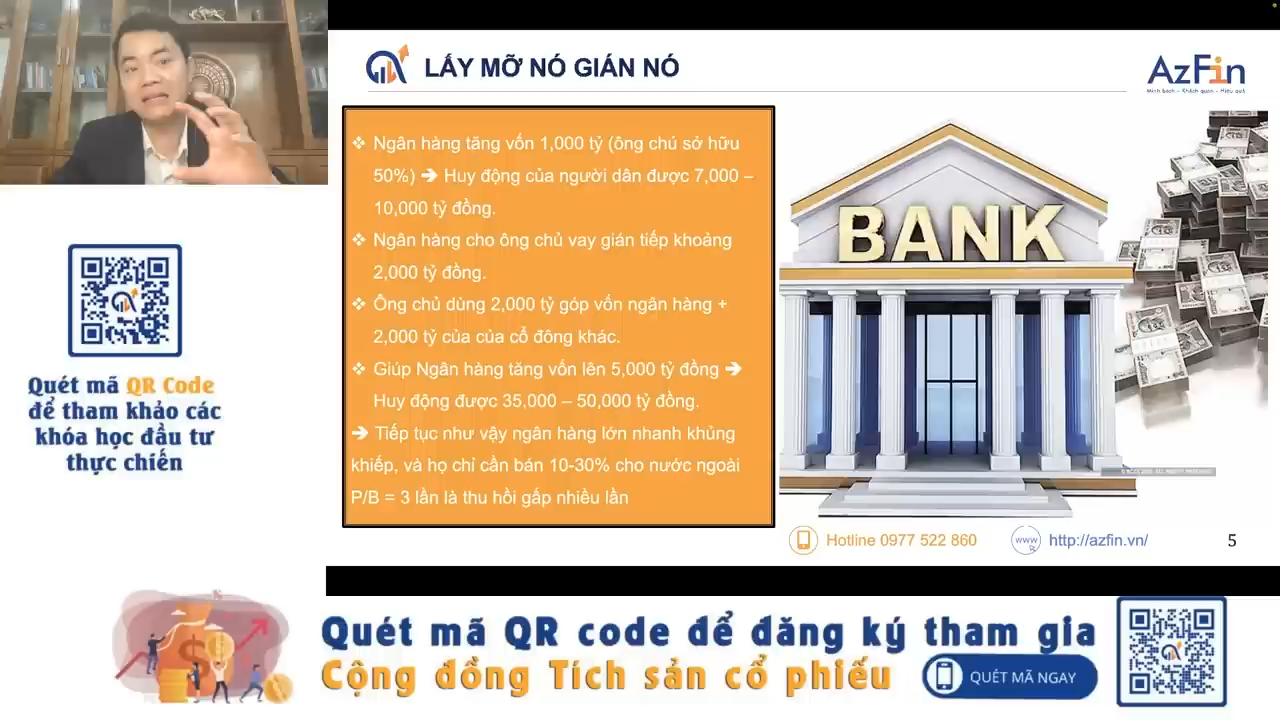 LẤY MỠ NÓ GIÁN NÓ
AzFin
Minh bạch - Khách quan - Hiệu quả
❖ Ngân hàng tăng vốn 1,000 tỷ (ông chủ sở hữu
50%) ➔ Huy động của người dân được 7,000 –
10,000 tỷ đồng.
❖ Ngân hàng cho ông chủ vay gián tiếp khoảng
2,000 tỷ đồng.
❖ Ông chủ dùng 2,000 tỷ góp vốn ngân hàng +
2,000 tỷ của của cổ đông khác.
❖ Giúp Ngân hàng tăng vốn lên 5,000 tỷ đồng ➔
Huy động được 35,000 – 50,000 tỷ đồng.
➔ Tiếp tục như vậy ngân hàng lớn nhanh khủng
khiếp, và họ chỉ cần bán 10-30% cho nước ngoài
P/B = 3 lần là thu hồi gấp nhiều lần
BANK
Hotline 0977 522 860
www
http://azfin.vn/
5
Quét mã QR Code
để tham khảo các
khóa học đầu tư
thực chiến
Quét mã QR code để đăng ký tham gia
Cộng đồng Tích sản cổ phiếu
QUÉT MÃ NGAY